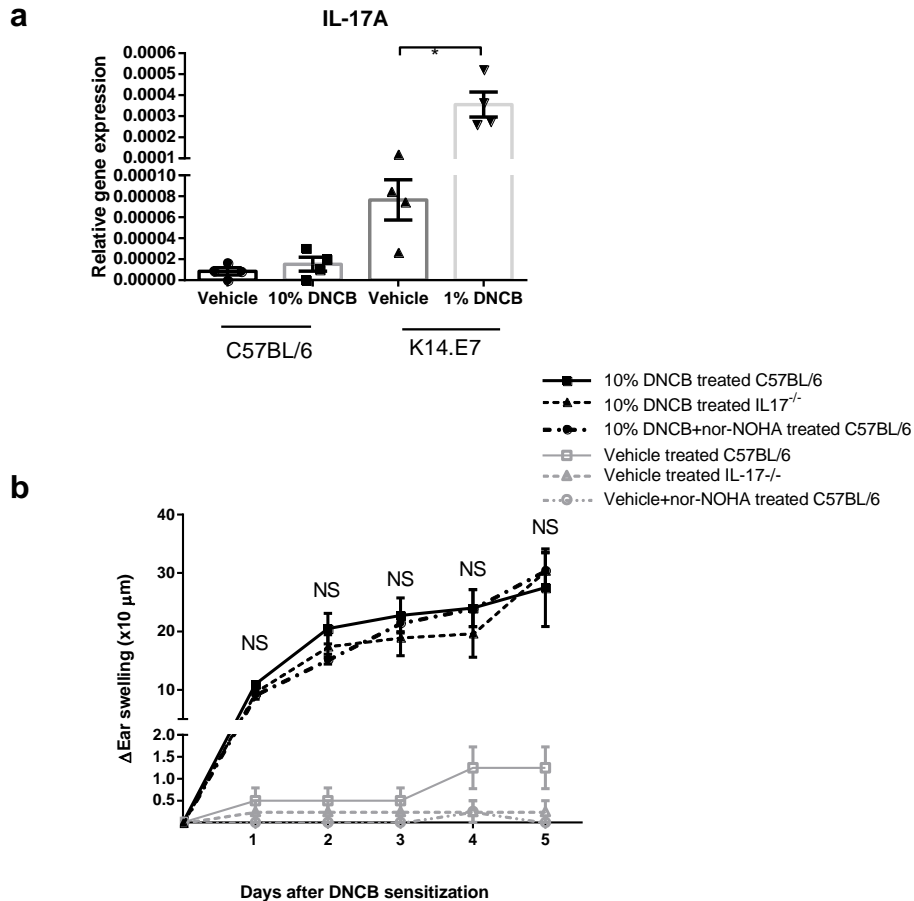 a
IL-17A
Relative gene expression
0.0006
0.0005
0.0004
0.0003
0.0002
0.0001
0.00010
0.00008
0.00006
0.00004
0.00002
0.00000
*
Vehicle 10% DNCB Vehicle 1% DNCB
C57BL/6 K14.E7
10% DNCB treated C57BL/6
10% DNCB treated IL17-/-
10% DNCB+nor-NOHA treated C57BL/6
Vehicle treated C57BL/6
Vehicle treated IL-17-/-
Vehicle+nor-NOHA treated C57BL/6
b
ΔEar swelling (x10 µm)
40
30
20
10
2.0
1.5
1.0
0.5
NS NS NS NS NS
1 2 3 4 5
Days after DNCB sensitization